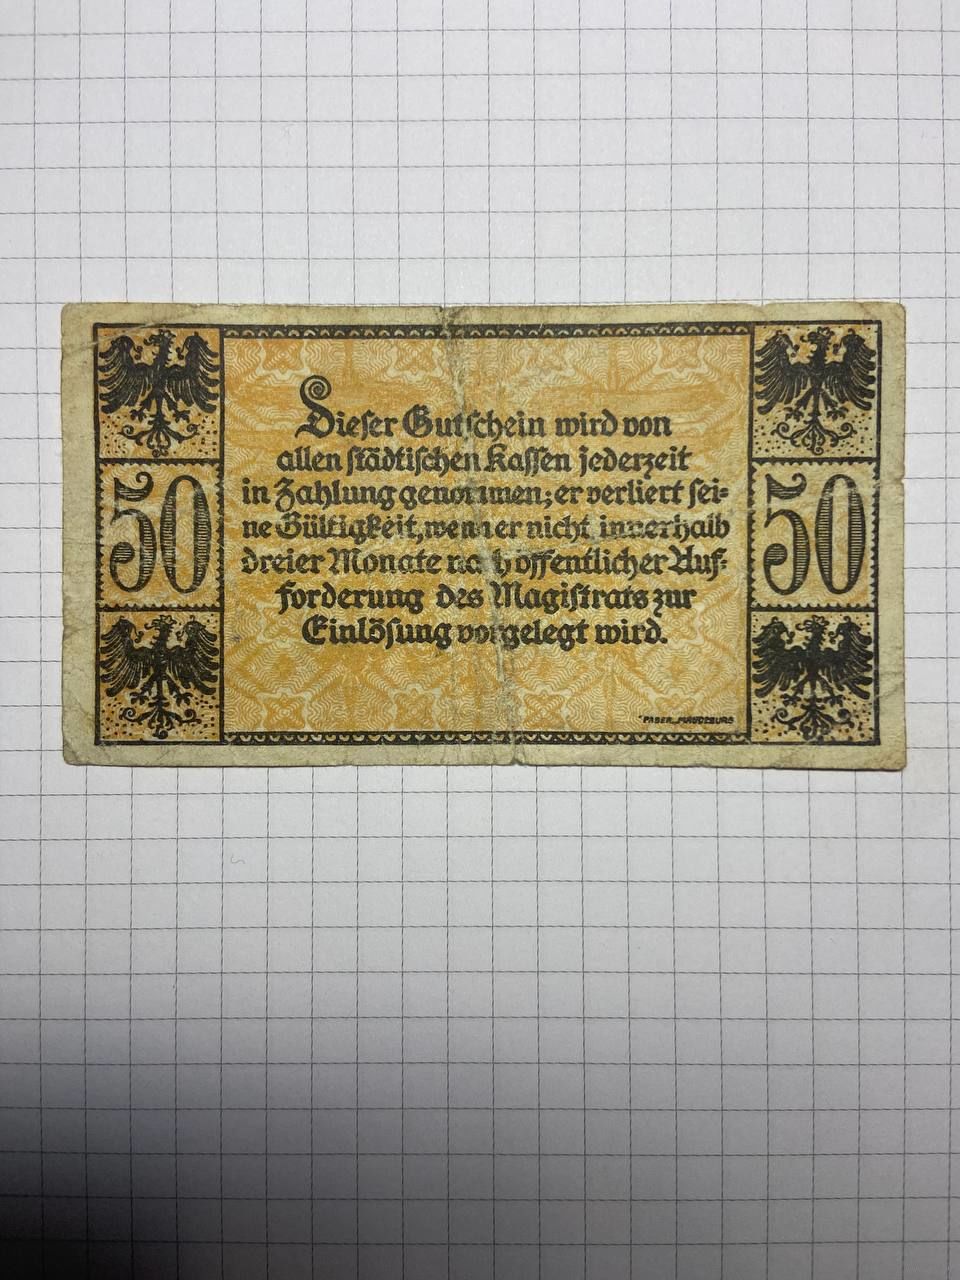 50
50
Dieser Gutschein wird von
allen städtischen Kassen jederzeit
in Zahlung genommen; er verliert sei=
ne Gültigkeit, wenn er nicht innerhalb
dreier Monate nach öffentlicher Auf=
forderung des Magistrats zur
Einlösung vorgelegt wird.
FABER, MAGDEBURG